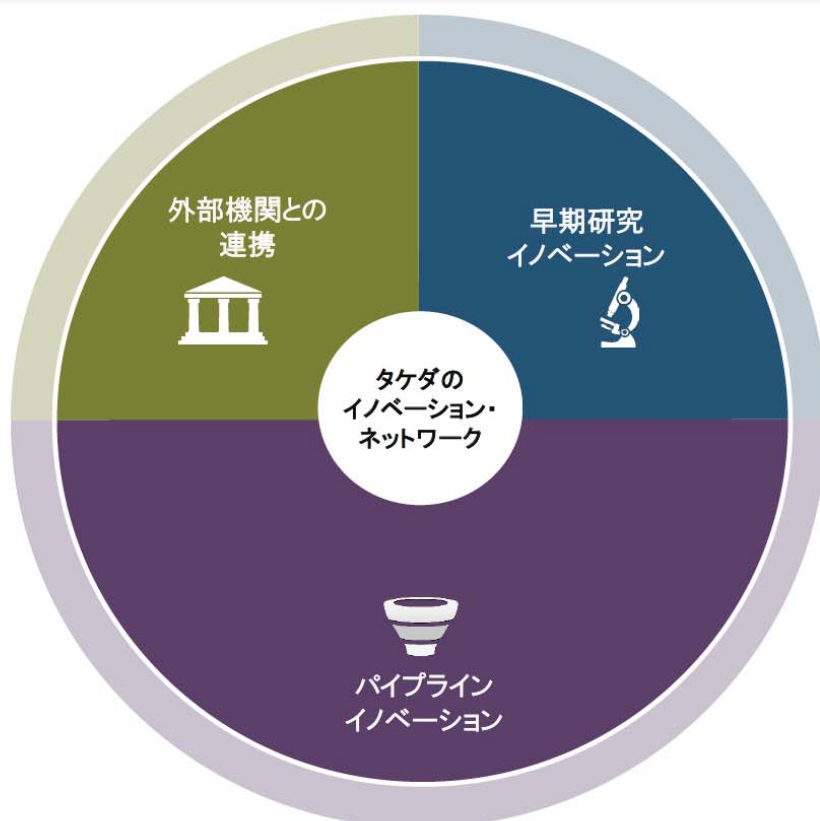 外部機関との
連携
早期研究
イノベーション
タケダの
イノベーション・
ネットワーク
パイプライン
イノベーション